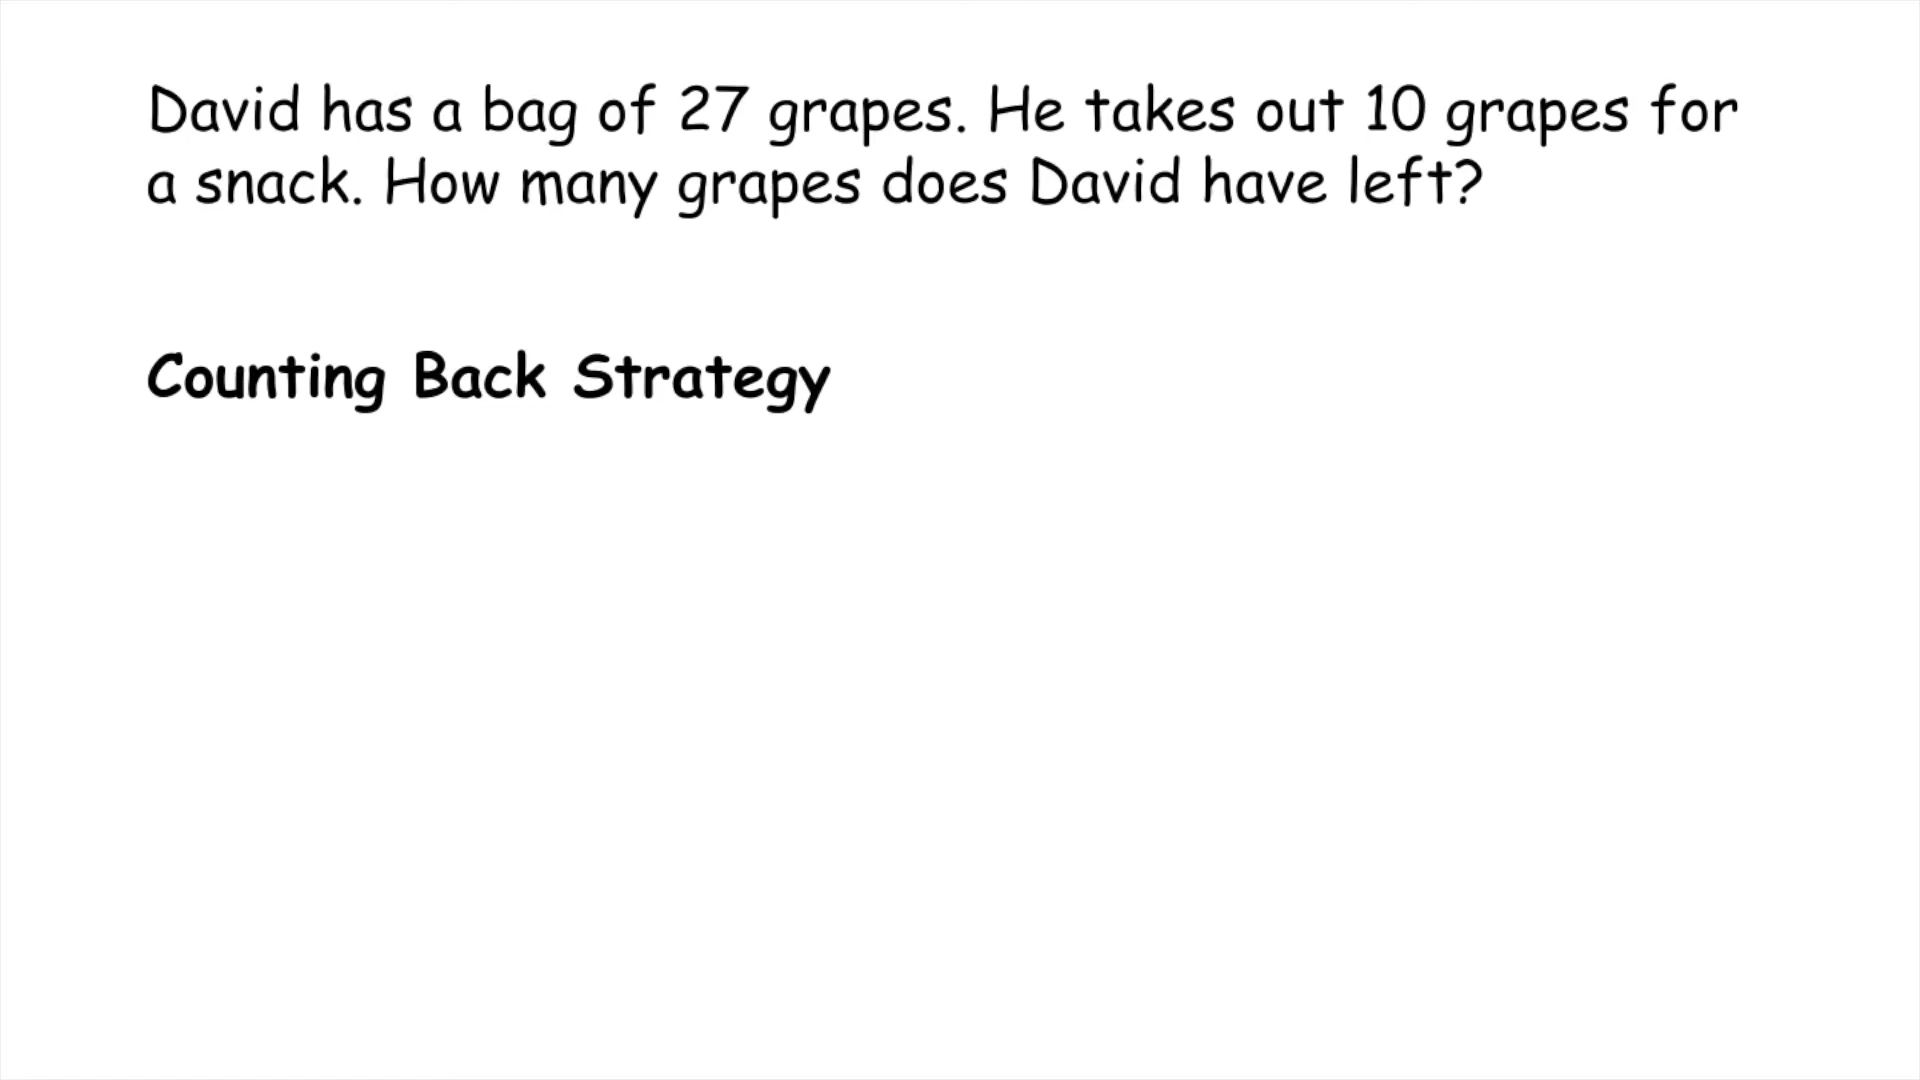 David has a bag of 27 grapes. He takes out 10 grapes for
a snack. How many grapes does David have left?
Counting Back Strategy